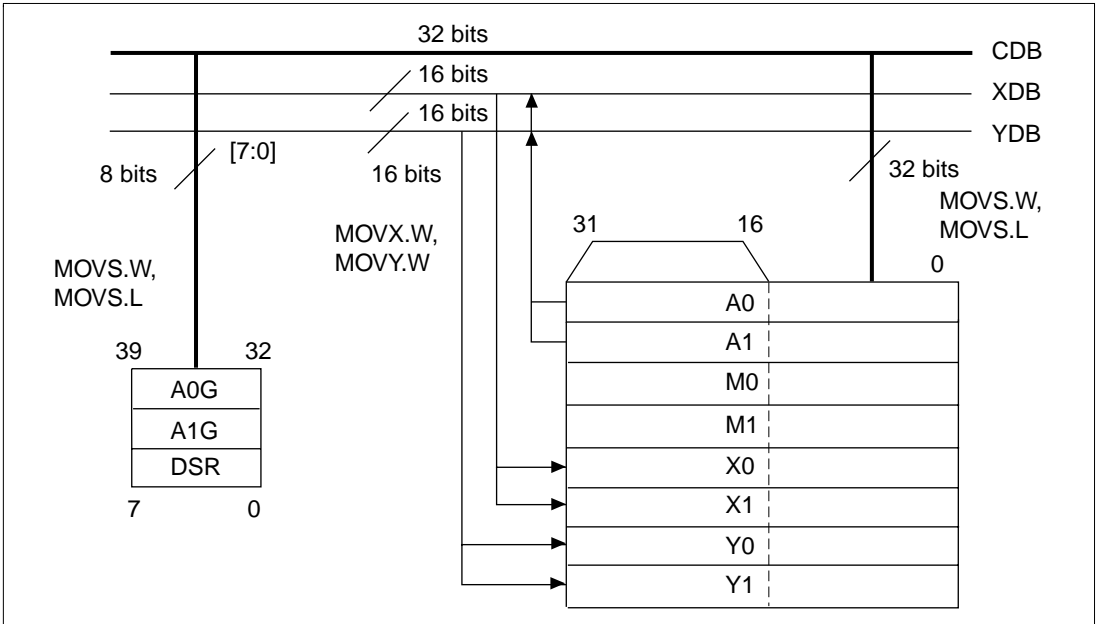 32 bits
CDB
16 bits
XDB
16 bits
YDB
[7:0]
8 bits
16 bits
32 bits
MOVS.W,
MOVS.L
MOVX.W,
MOVY.W
31
16
0
MOVS.W,
MOVS.L
39
32
A0G
A1G
DSR
7
0
A0
A1
M0
M1
X0
X1
Y0
Y1